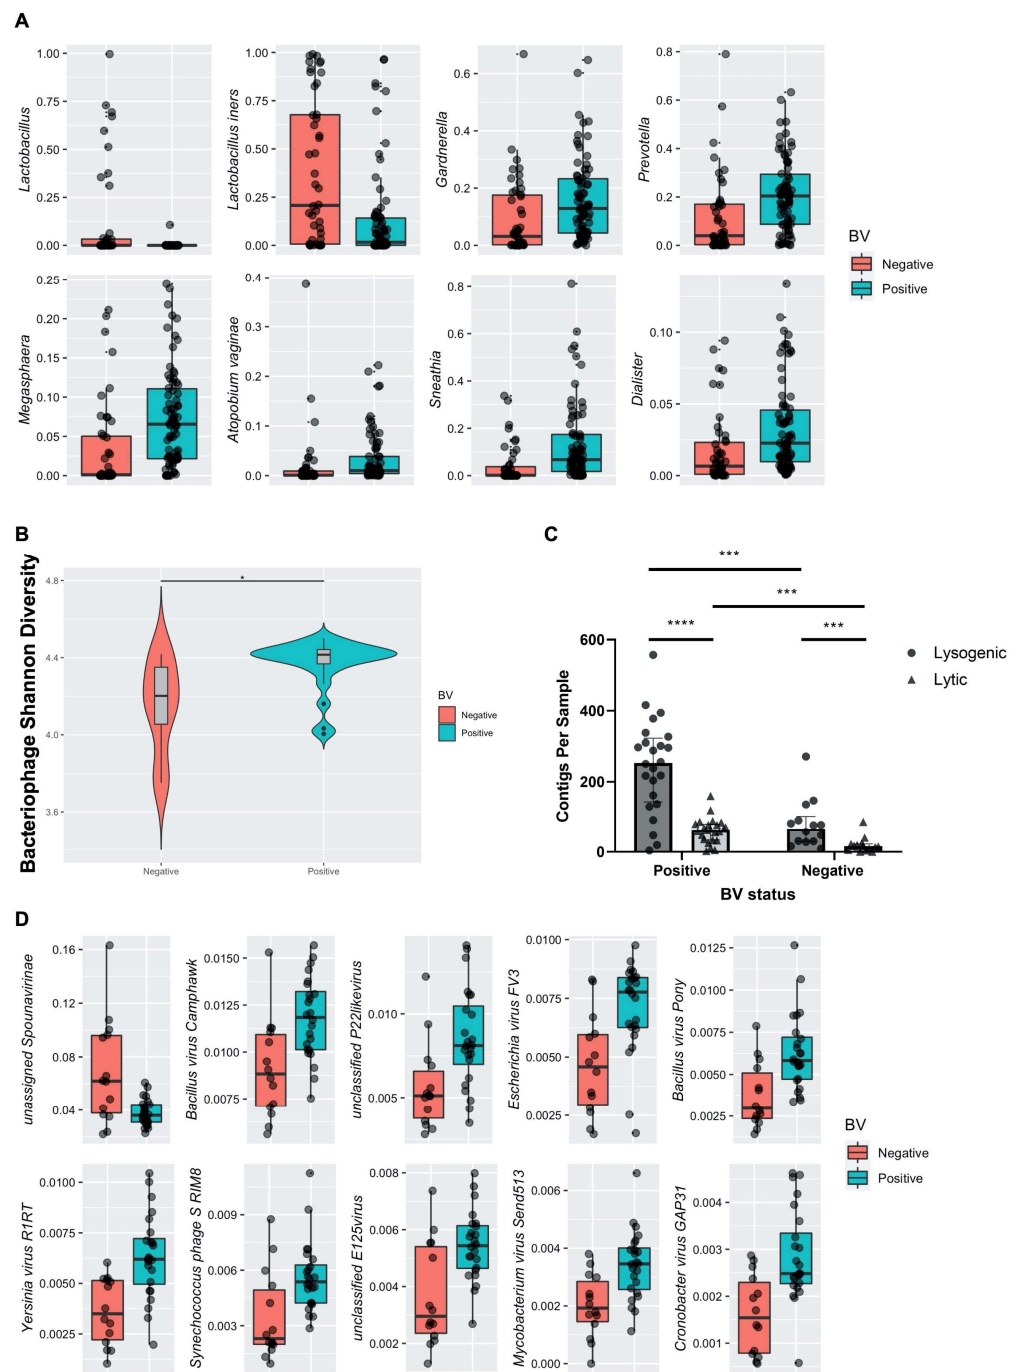 A
Lactobacillus
1.00
0.75
0.50
0.25
0.00
Lactobacillus iners
1.00
0.75
0.50
0.25
0.00
Gardnerella
0.6
0.4
0.2
0.0
Prevotella
0.8
0.6
0.4
0.2
0.0
BV
Negative
Positive
Megasphaera
0.25
0.20
0.15
0.10
0.05
0.00
Atopobium vaginae
0.4
0.3
0.2
0.1
0.0
Sneathia
0.8
0.6
0.4
0.2
0.0
Dialister
0.10
0.05
0.00
B
Bacteriophage Shannon Diversity
4.8
4.4
4.0
3.6
*
Negative
Positive
BV
Negative
Positive
C
***
***
****
***
Contigs Per Sample
600
400
200
0
Positive
Negative
BV status
Lysogenic
Lytic
D
unassigned Spounavirinae
0.16
0.12
0.08
0.04
Bacillus virus Camphawk
0.0150
0.0125
0.0100
0.0075
unclassified P22likevirus
0.010
0.005
Escherichia virus FV3
0.0100
0.0075
0.0050
0.0025
Bacillus virus Pony
0.0125
0.0100
0.0075
0.0050
0.0025
BV
Negative
Positive
Yersinia virus R1RT
0.0100
0.0075
0.0050
0.0025
Synechococcus phage S RIM8
0.009
0.006
0.003
unclassified E125virus
0.008
0.006
0.004
0.002
Mycobacterium virus Send513
0.006
0.004
0.002
0.000
Cronobacter virus GAP31
0.004
0.003
0.002
0.001